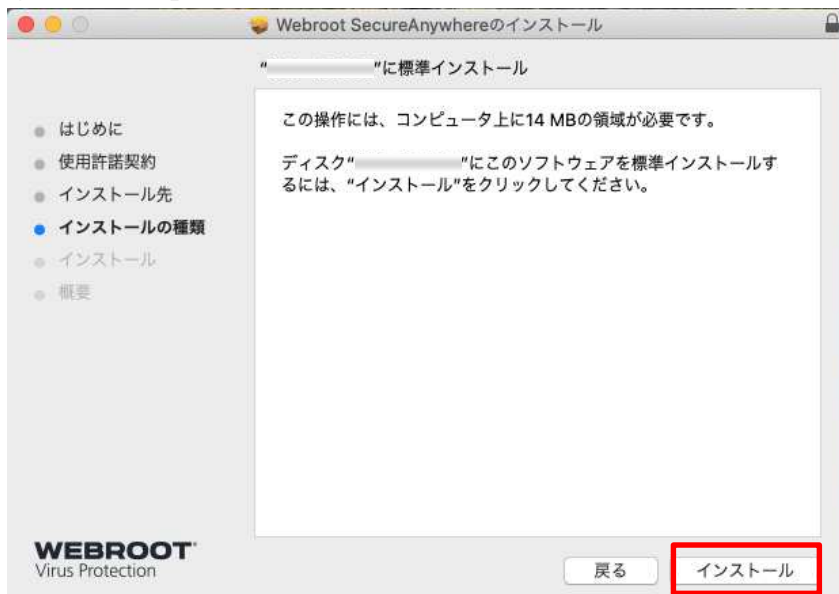 Webroot SecureAnywhereのインストール
“ ”に標準インストール
はじめに
使用許諾契約
インストール先
インストールの種類
インストール
概要
この操作には、コンピュータ上に14 MBの領域が必要です。
ディスク“ ”にこのソフトウェアを標準インストールす
るには、“インストール”をクリックしてください。
WEBROOT
Virus Protection
戻る
インストール